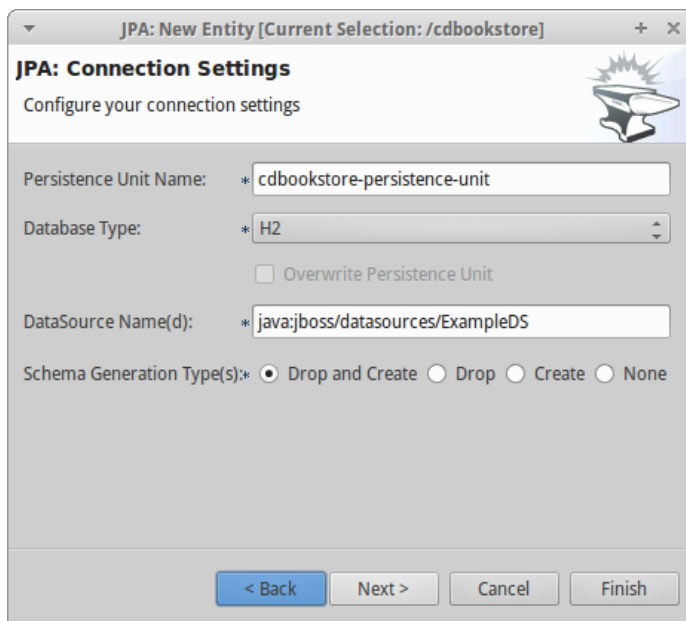 JPA: New Entity [Current Selection: /cdbookstore]
JPA: Connection Settings
Configure your connection settings
Persistence Unit Name: * cdbookstore-persistence-unit
Database Type: * H2
Overwrite Persistence Unit
DataSource Name(d): * java:jboss/datasources/ExampleDS
Schema Generation Type(s):* Drop and Create Drop Create None
< Back Next > Cancel Finish